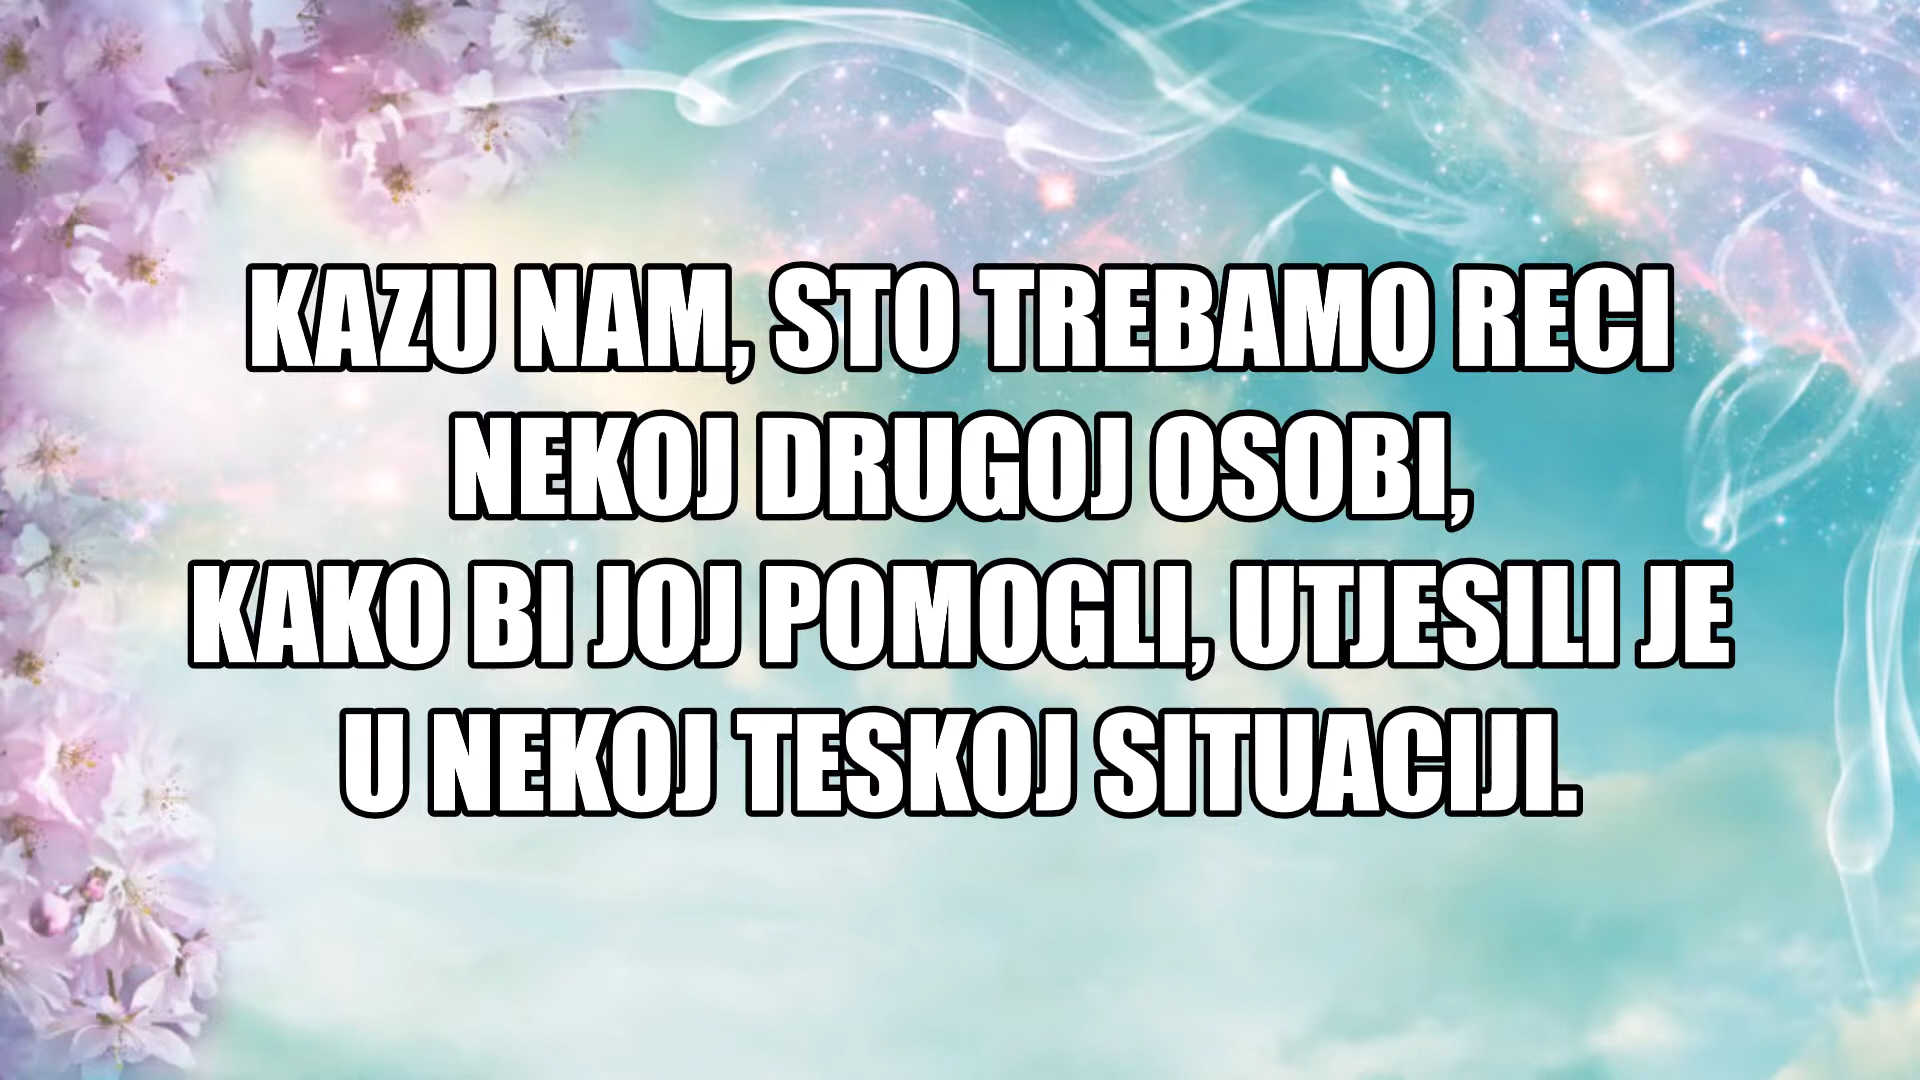 KAZU NAM, STO TREBAMO RECI
NEKOJ DRUGOJ OSOBI,
KAKO BI JOJ POMOGLI, UTJESILI JE
U NEKOJ TESKOJ SITUACIJI.